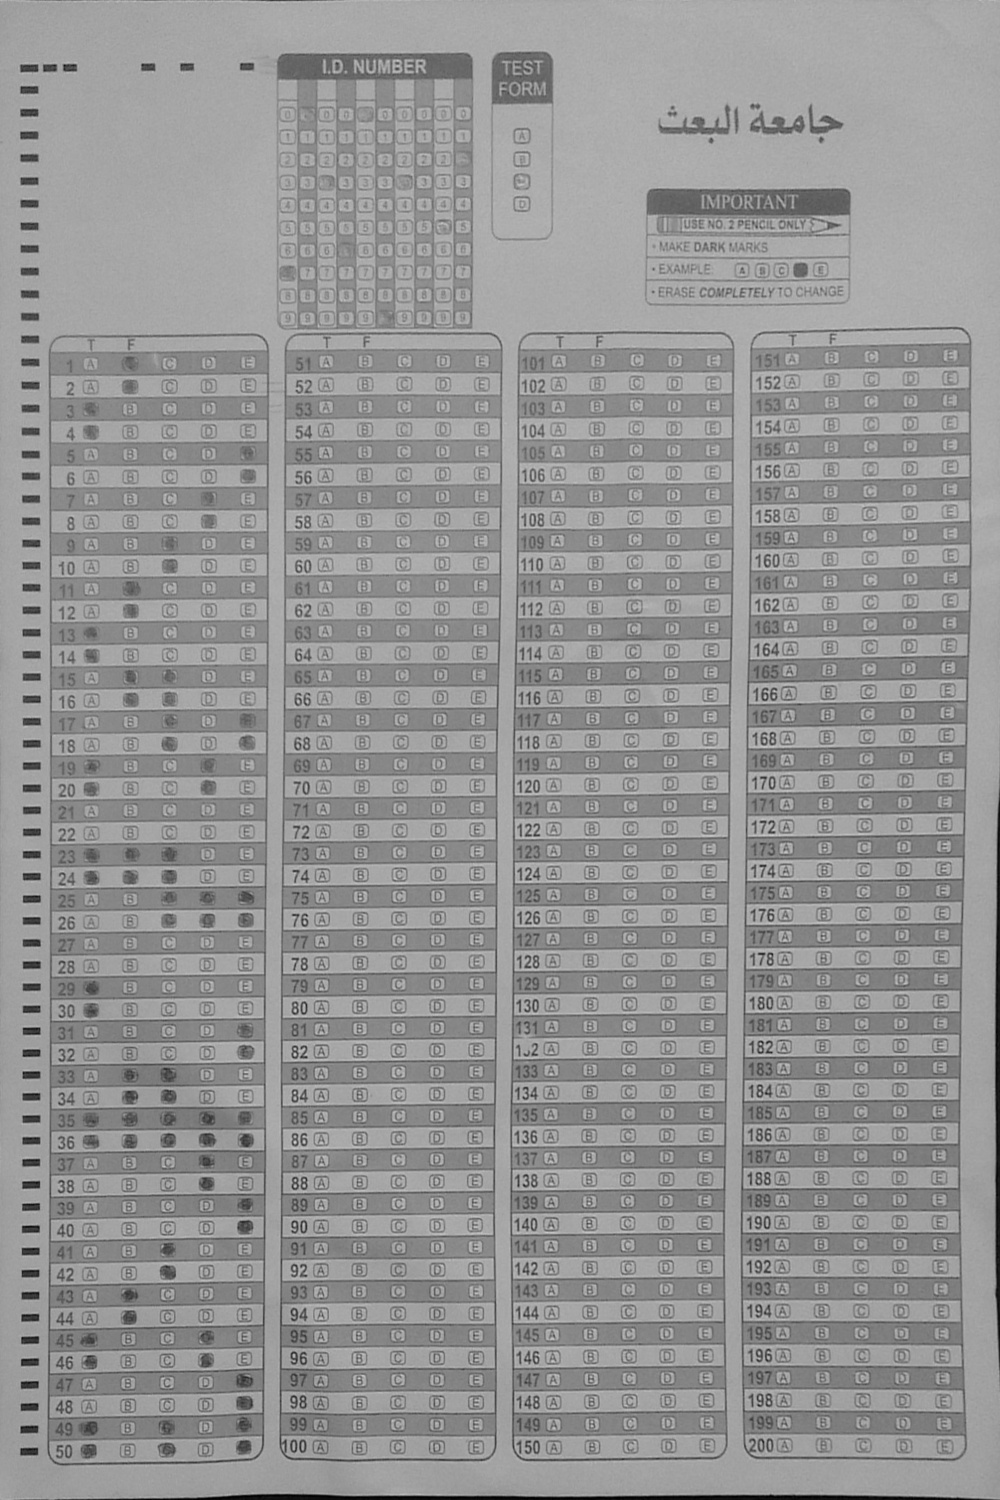 I.D. NUMBER
0 0 0 0 0 0 0 0
1 1 1 1 1 1 1 1 1 1
2 2 2 2 2 2 2 2 2
3 3 3 3 3 3 3 3
4 4 4 4 4 4 4 4 4 4
5 5 5 5 5 5 5 5 5
6 6 6 6 6 6 6 6 6
7 7 7 7 7 7 7 7 7
8 8 8 8 8 8 8 8 8 8
9 9 9 9 9 9 9 9 9
TEST
FORM
A
B
D
جامعة البعث
IMPORTANT
USE NO. 2 PENCIL ONLY
• MAKE DARK MARKS
• EXAMPLE: A B C E
• ERASE COMPLETELY TO CHANGE
T F T F T F T F
1 A C D E 51 A B C D E 101 A B C D E 151 A B C D E
2 A C D E 52 A B C D E 102 A B C D E 152 A B C D E
3 B C D E 53 A B C D E 103 A B C D E 153 A B C D E
4 B C D E 54 A B C D E 104 A B C D E 154 A B C D E
5 A B C D 55 A B C D E 105 A B C D E 155 A B C D E
6 A B C D 56 A B C D E 106 A B C D E 156 A B C D E
7 A B C E 57 A B C D E 107 A B C D E 157 A B C D E
8 A B C E 58 A B C D E 108 A B C D E 158 A B C D E
9 A B D E 59 A B C D E 109 A B C D E 159 A B C D E
10 A B D E 60 A B C D E 110 A B C D E 160 A B C D E
11 A C D E 61 A B C D E 111 A B C D E 161 A B C D E
12 A C D E 62 A B C D E 112 A B C D E 162 A B C D E
13 B C D E 63 A B C D E 113 A B C D E 163 A B C D E
14 B C D E 64 A B C D E 114 A B C D E 164 A B C D E
15 A D E 65 A B C D E 115 A B C D E 165 A B C D E
16 A D E 66 A B C D E 116 A B C D E 166 A B C D E
17 A B D 67 A B C D E 117 A B C D E 167 A B C D E
18 A B D 68 A B C D E 118 A B C D E 168 A B C D E
19 B C E 69 A B C D E 119 A B C D E 169 A B C D E
20 B C E 70 A B C D E 120 A B C D E 170 A B C D E
21 A B C D E 71 A B C D E 121 A B C D E 171 A B C D E
22 A B C D E 72 A B C D E 122 A B C D E 172 A B C D E
23 D E 73 A B C D E 123 A B C D E 173 A B C D E
24 D E 74 A B C D E 124 A B C D E 174 A B C D E
25 A B 75 A B C D E 125 A B C D E 175 A B C D E
26 A B 76 A B C D E 126 A B C D E 176 A B C D E
27 A B C D E 77 A B C D E 127 A B C D E 177 A B C D E
28 A B C D E 78 A B C D E 128 A B C D E 178 A B C D E
29 B C D E 79 A B C D E 129 A B C D E 179 A B C D E
30 B C D E 80 A B C D E 130 A B C D E 180 A B C D E
31 A B C D 81 A B C D E 131 A B C D E 181 A B C D E
32 A B C D 82 A B C D E A B C D E 182 A B C D E
33 A D E 83 A B C D E 133 A B C D E 183 A B C D E
34 A D E 84 A B C D E 134 A B C D E 184 A B C D E
35 85 A B C D E 135 A B C D E 185 A B C D E
36 86 A B C D E 136 A B C D E 186 A B C D E
37 A B C E 87 A B C D E 137 A B C D E 187 A B C D E
38 A B C E 88 A B C D E 138 A B C D E 188 A B C D E
39 A B C D 89 A B C D E 139 A B C D E 189 A B C D E
40 A B C D 90 A B C D E 140 A B C D E 190 A B C D E
41 A B D E 91 A B C D E 141 A B C D E 191 A B C D E
42 A B D E 92 A B C D E 142 A B C D E 192 A B C D E
43 A C D E 93 A B C D E 143 A B C D E 193 A B C D E
44 A C D E 94 A B C D E 144 A B C D E 194 A B C D E
45 B C E 95 A B C D E 145 A B C D E 195 A B C D E
46 B C E 96 A B C D E 146 A B C D E 196 A B C D E
47 A B C D 97 A B C D E 147 A B C D E 197 A B C D E
48 A B C D 98 A B C D E 148 A B C D E 198 A B C D E
49 B D 99 A B C D E 149 A B C D E 199 A B C D E
50 B D 100 A B C D E 150 A B C D E 200 A B C D E